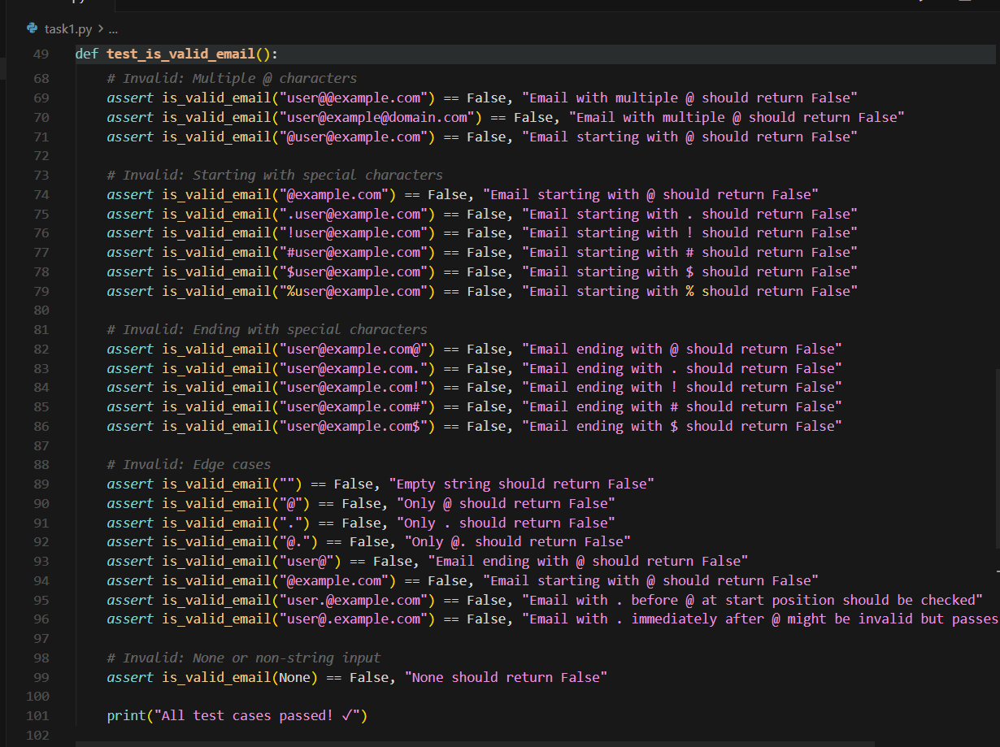 task1.py > ...
49 def test_is_valid_email():
68 # Invalid: Multiple @ characters
69 assert is_valid_email("user@@example.com") == False, "Email with multiple @ should return False"
70 assert is_valid_email("user@example@domain.com") == False, "Email with multiple @ should return False"
71 assert is_valid_email("@user@example.com") == False, "Email starting with @ should return False"
72
73 # Invalid: Starting with special characters
74 assert is_valid_email("@example.com") == False, "Email starting with @ should return False"
75 assert is_valid_email(".user@example.com") == False, "Email starting with . should return False"
76 assert is_valid_email("!user@example.com") == False, "Email starting with ! should return False"
77 assert is_valid_email("#user@example.com") == False, "Email starting with # should return False"
78 assert is_valid_email("$user@example.com") == False, "Email starting with $ should return False"
79 assert is_valid_email("%user@example.com") == False, "Email starting with % should return False"
80
81 # Invalid: Ending with special characters
82 assert is_valid_email("user@example.com@") == False, "Email ending with @ should return False"
83 assert is_valid_email("user@example.com.") == False, "Email ending with . should return False"
84 assert is_valid_email("user@example.com!") == False, "Email ending with ! should return False"
85 assert is_valid_email("user@example.com#") == False, "Email ending with # should return False"
86 assert is_valid_email("user@example.com$") == False, "Email ending with $ should return False"
87
88 # Invalid: Edge cases
89 assert is_valid_email("") == False, "Empty string should return False"
90 assert is_valid_email("@") == False, "Only @ should return False"
91 assert is_valid_email(".") == False, "Only . should return False"
92 assert is_valid_email("@.") == False, "Only @. should return False"
93 assert is_valid_email("user@") == False, "Email ending with @ should return False"
94 assert is_valid_email("@example.com") == False, "Email starting with @ should return False"
95 assert is_valid_email("user.@example.com") == False, "Email with . before @ at start position should be checked"
96 assert is_valid_email("user@.example.com") == False, "Email with . immediately after @ might be invalid but passes
97
98 # Invalid: None or non-string input
99 assert is_valid_email(None) == False, "None should return False"
100
101 print("All test cases passed! ✓")
102